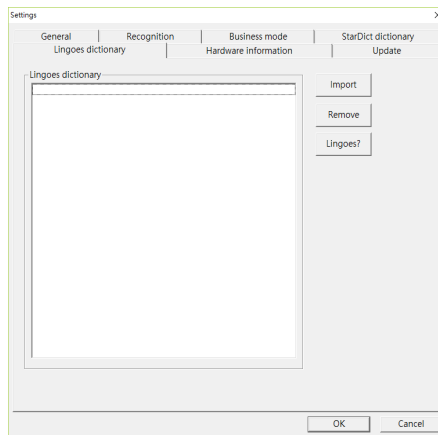 Settings
General Recognition Business mode StarDict dictionary
Lingoes dictionary Hardware information Update
Lingoes dictionary
Import
Remove
Lingoes?
OK Cancel